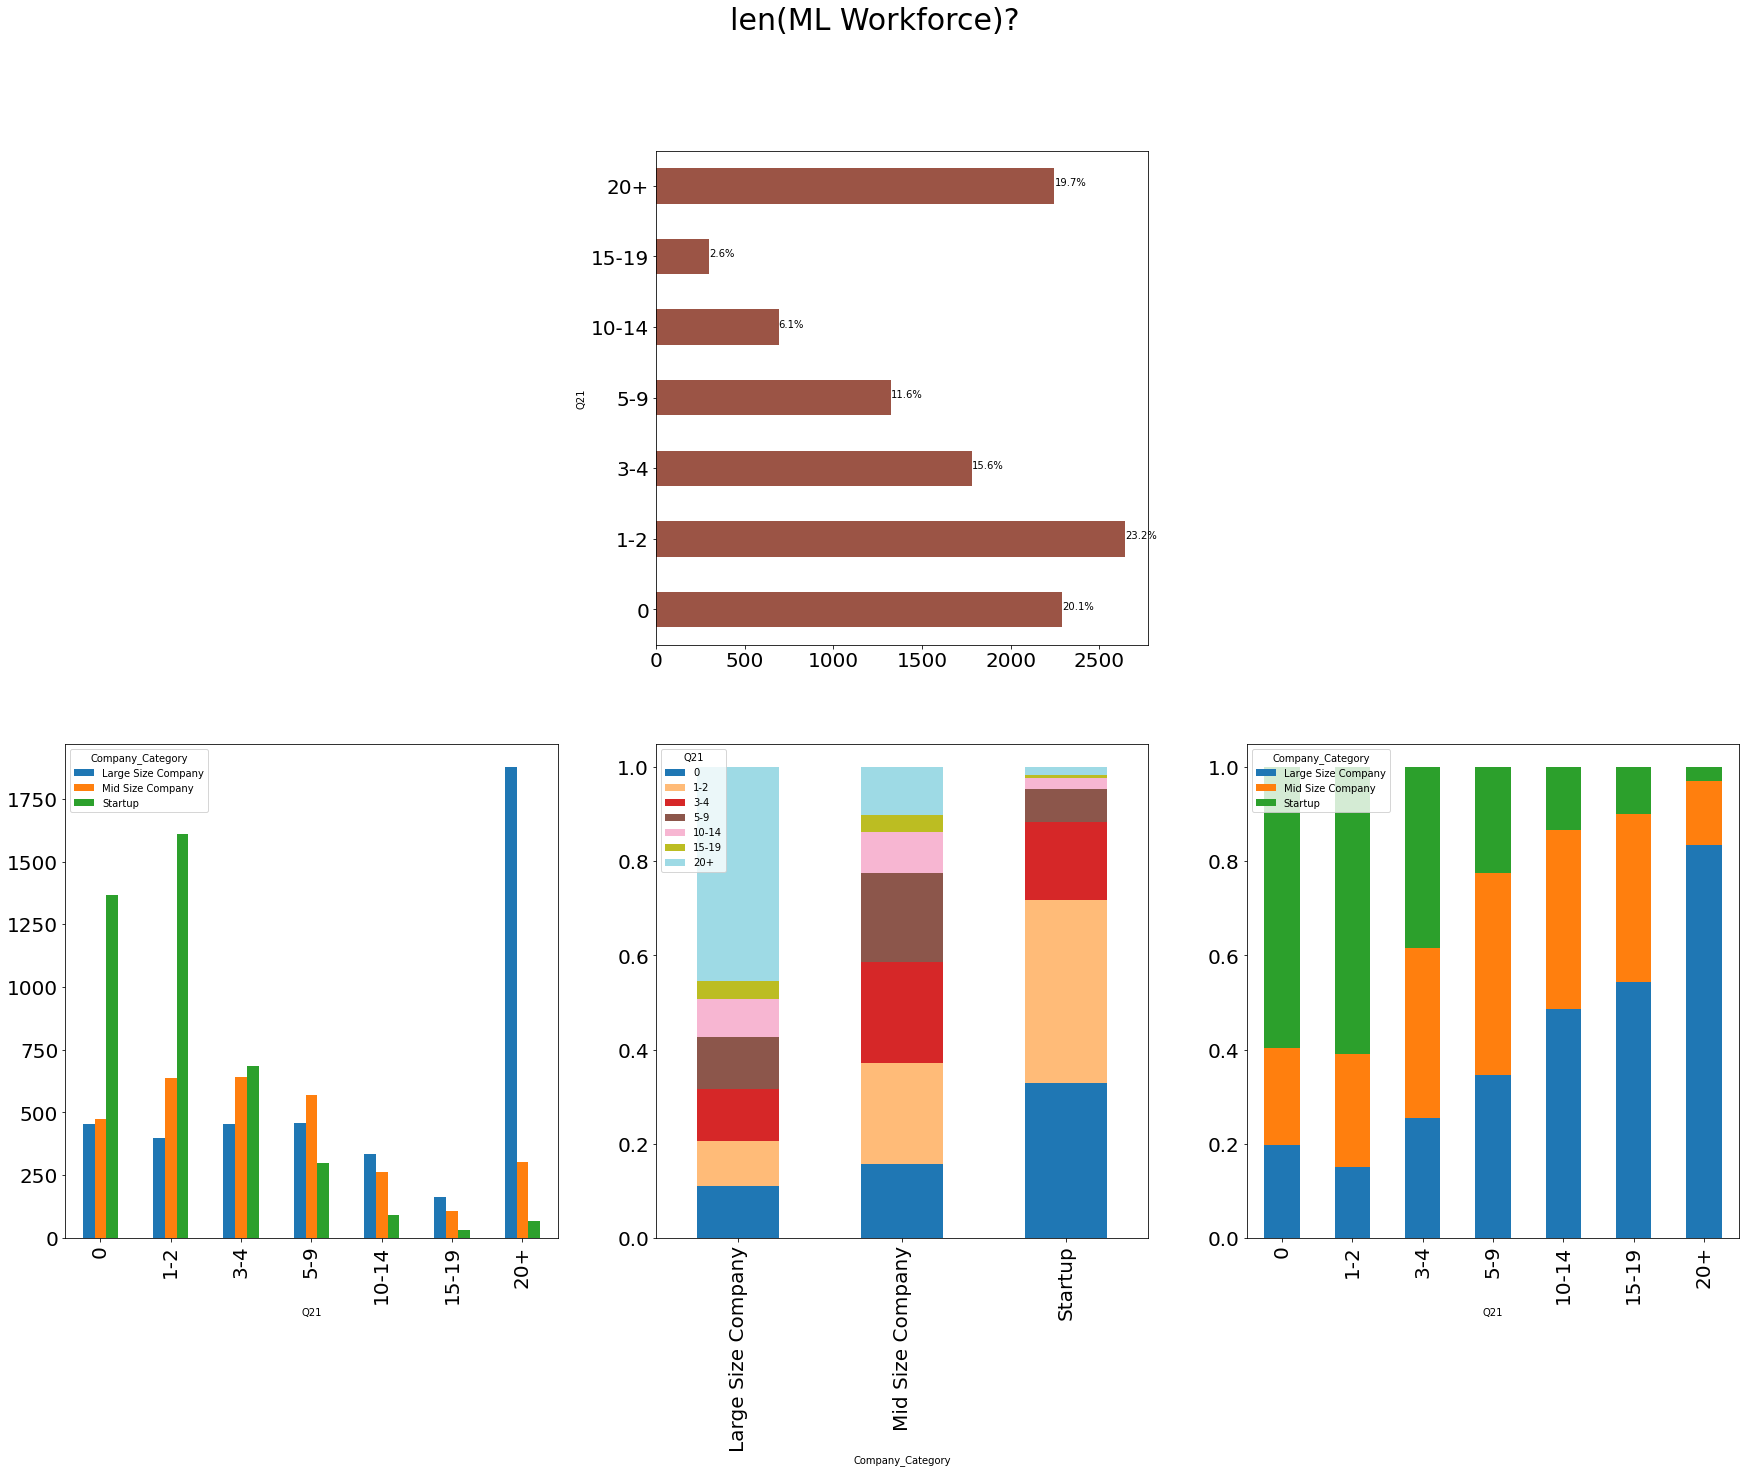 len(ML Workforce)?
20+
19.7%
15-19
2.6%
10-14
6.1%
5-9
11.6%
Q21
3-4
15.6%
1-2
23.2%
0
20.1%
0 500 1000 1500 2000 2500
Company_Category
Large Size Company
Mid Size Company
Startup
1750
1500
1250
1000
750
500
250
0
0 1-2 3-4 5-9 10-14 15-19 20+
Q21
Q21
0
1-2
3-4
5-9
10-14
15-19
20+
1.0
0.8
0.6
0.4
0.2
0.0
Large Size Company
Mid Size Company
Startup
Company_Category
Company_Category
Large Size Company
Mid Size Company
Startup
1.0
0.8
0.6
0.4
0.2
0.0
0 1-2 3-4 5-9 10-14 15-19 20+
Q21